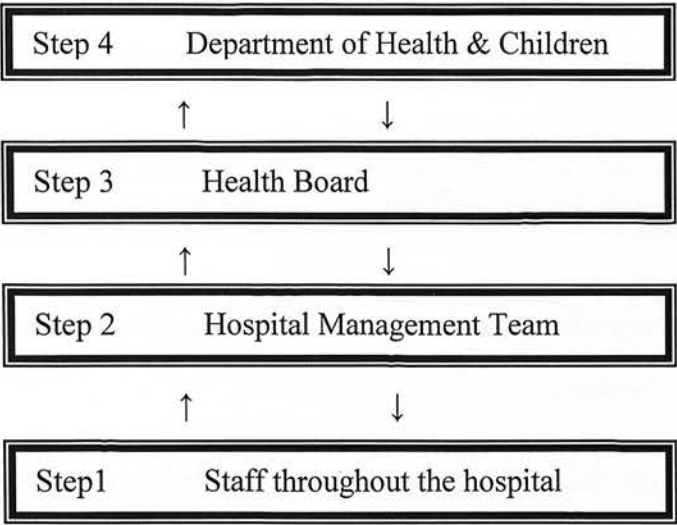 Step 4 Department of Health & Children
↑ ↓
Step 3 Health Board
↑ ↓
Step 2 Hospital Management Team
↑ ↓
Step1 Staff throughout the hospital